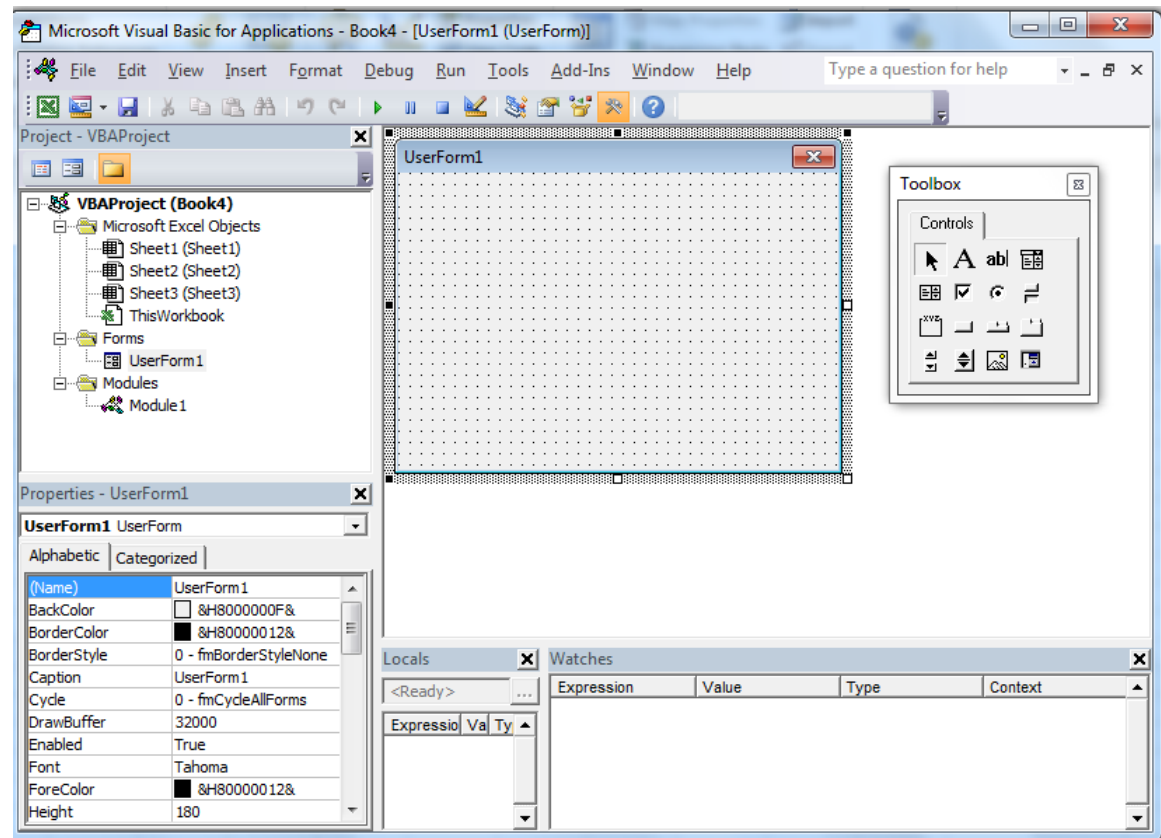 Microsoft Visual Basic for Applications - Book4 - [UserForm1 (UserForm)]
File Edit View Insert Format Debug Run Tools Add-Ins Window Help Type a question for help
Project - VBAProject
VBAProject (Book4)
Microsoft Excel Objects
Sheet1 (Sheet1)
Sheet2 (Sheet2)
Sheet3 (Sheet3)
ThisWorkbook
Forms
UserForm1
Modules
Module1
Properties - UserForm1
UserForm1 UserForm
Alphabetic Categorized
(Name) UserForm1
BackColor &H8000000F&
BorderColor &H80000012&
BorderStyle 0 - fmBorderStyleNone
Caption UserForm1
Cycle 0 - fmCycleAllForms
DrawBuffer 32000
Enabled True
Font Tahoma
ForeColor &H80000012&
Height 180
UserForm1
Toolbox
Controls
A ab|
xyz
Locals
<Ready> ...
Expressio Va Ty
Watches
Expression Value Type Context